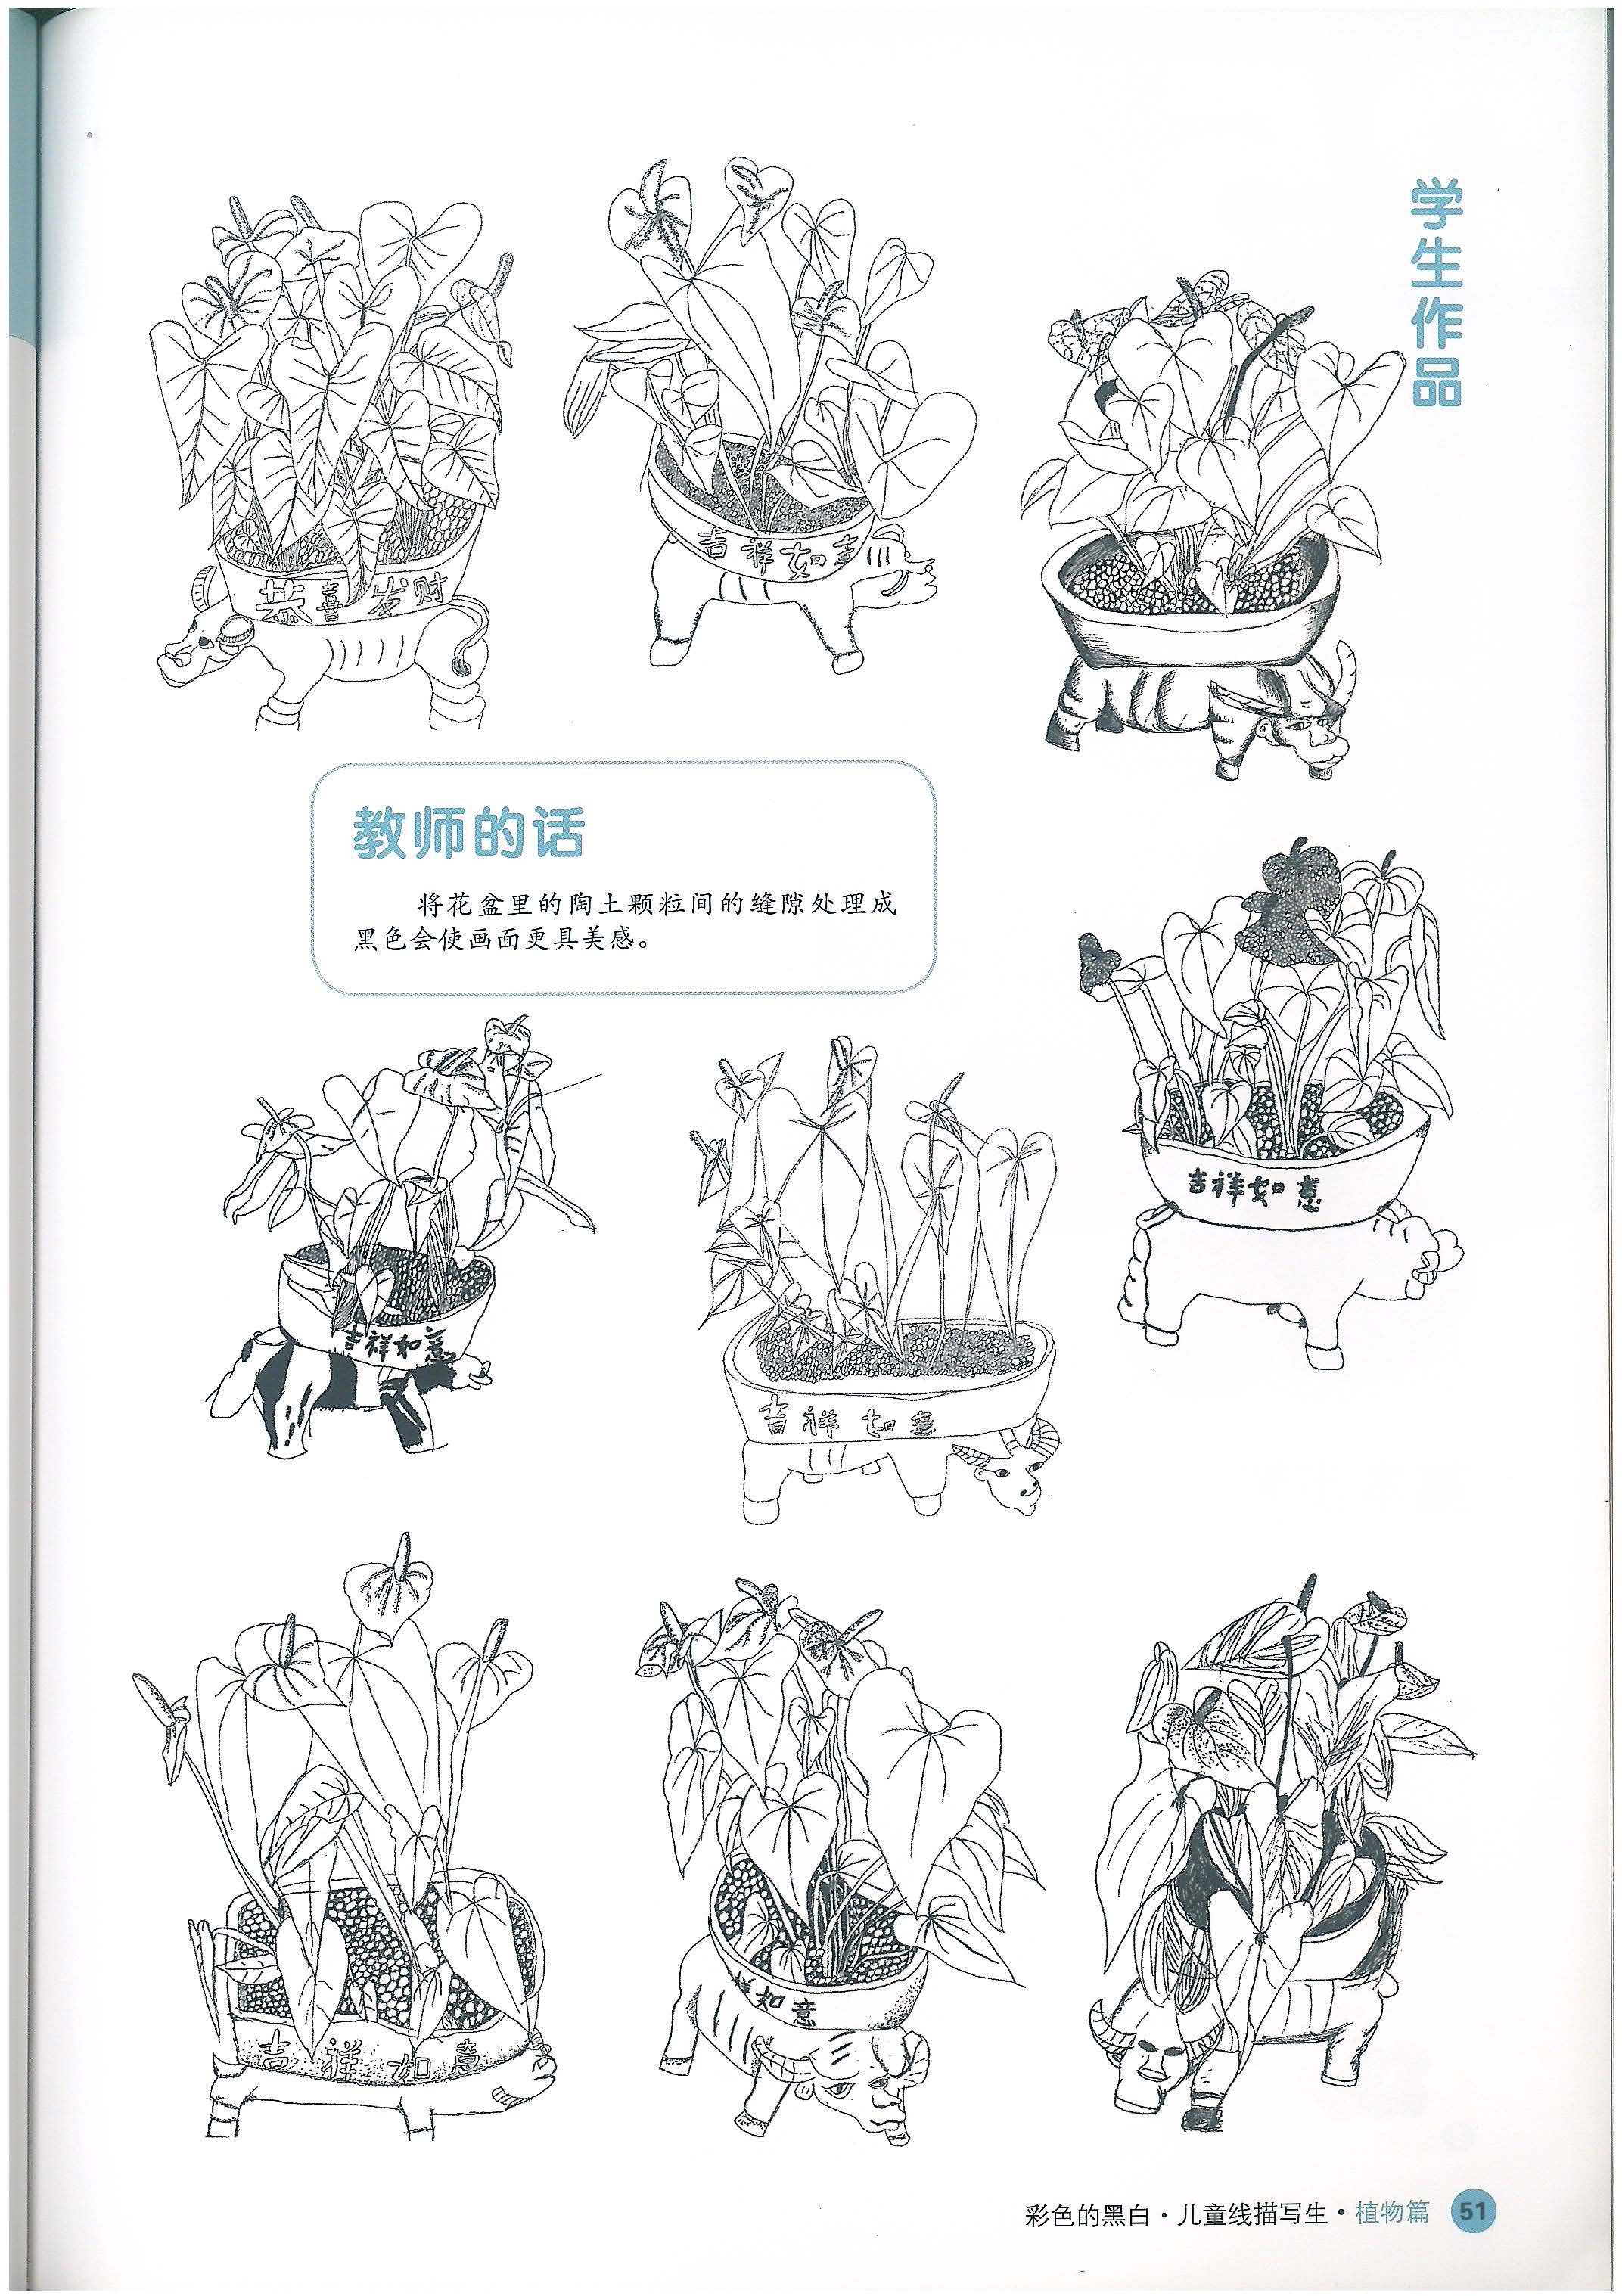 学生作品
恭喜发财
吉祥如意
教师的话
将花盆里的陶土颗粒间的缝隙处理成
黑色会使画面更具美感。
吉祥如意
吉祥如意
吉祥如意
吉祥如意
祥如意
彩色的黑白·儿童线描写生·植物篇 51